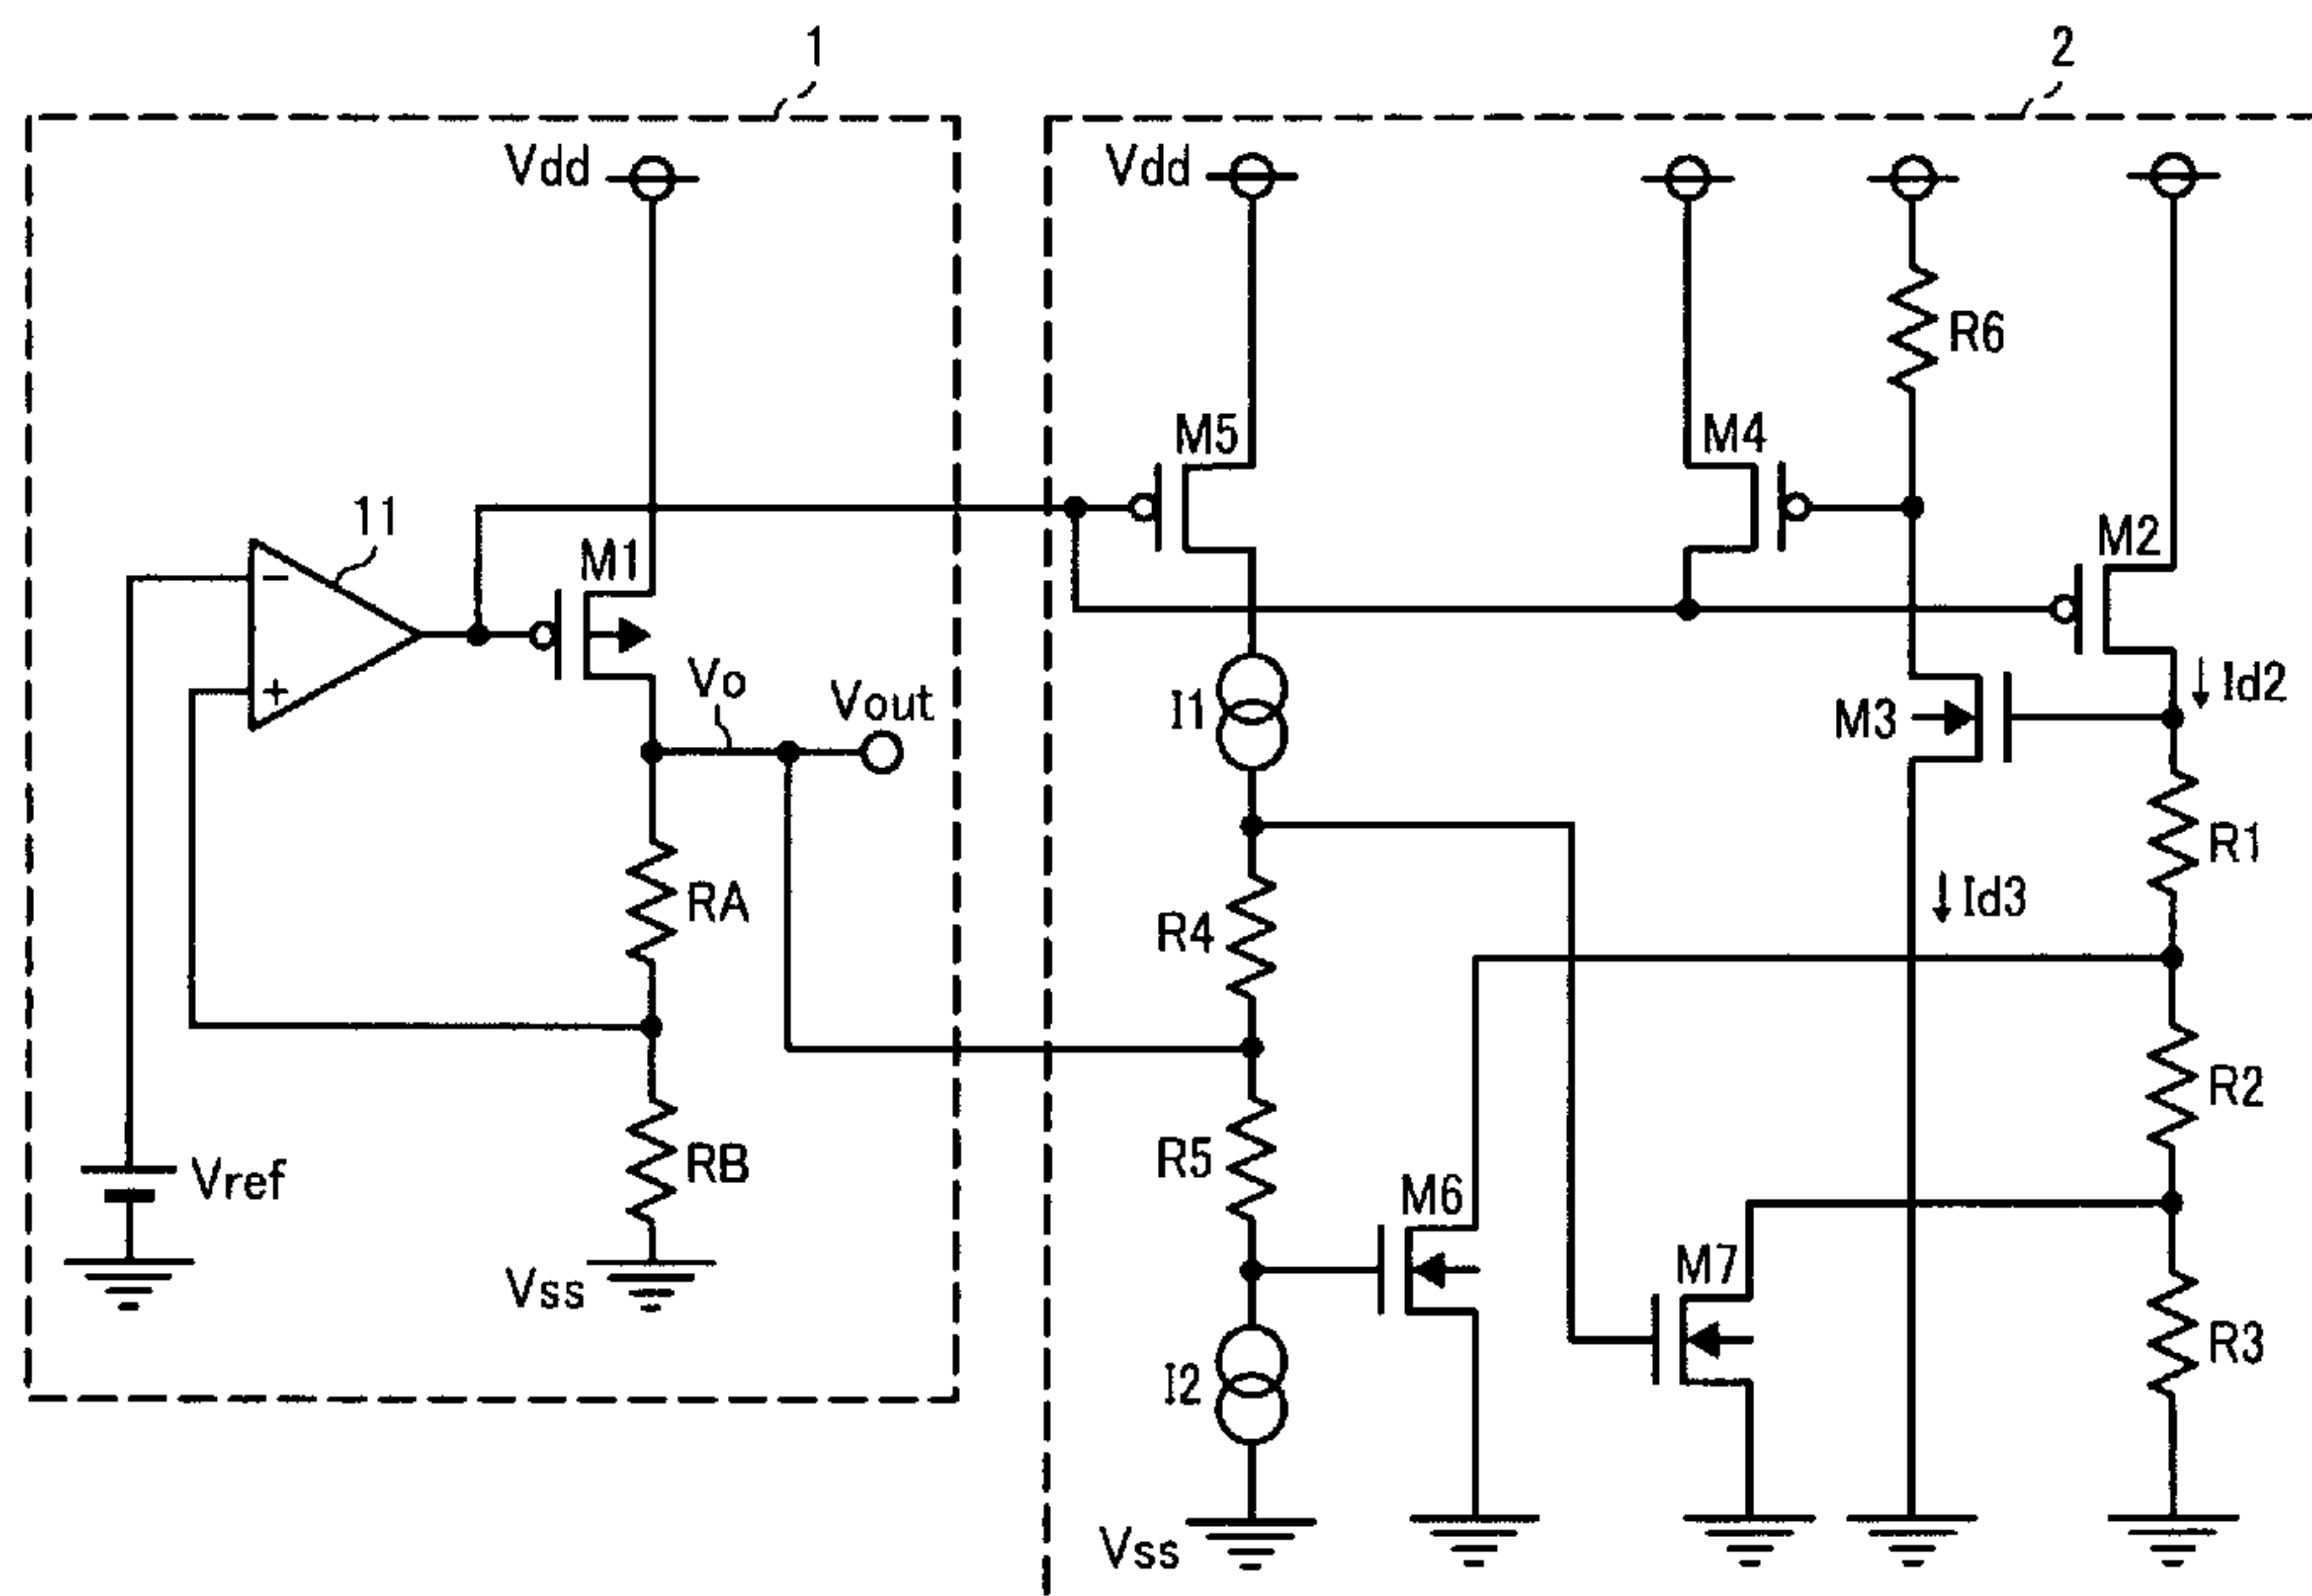 1
2
Vdd
Vdd
R6
M5
M4
11
M1
M2
Vo
Vout
I1
M3
Id2
R1
RA
R4
Id3
R2
RB
Vref
R5
M6
M7
Vss
I2
R3
Vss